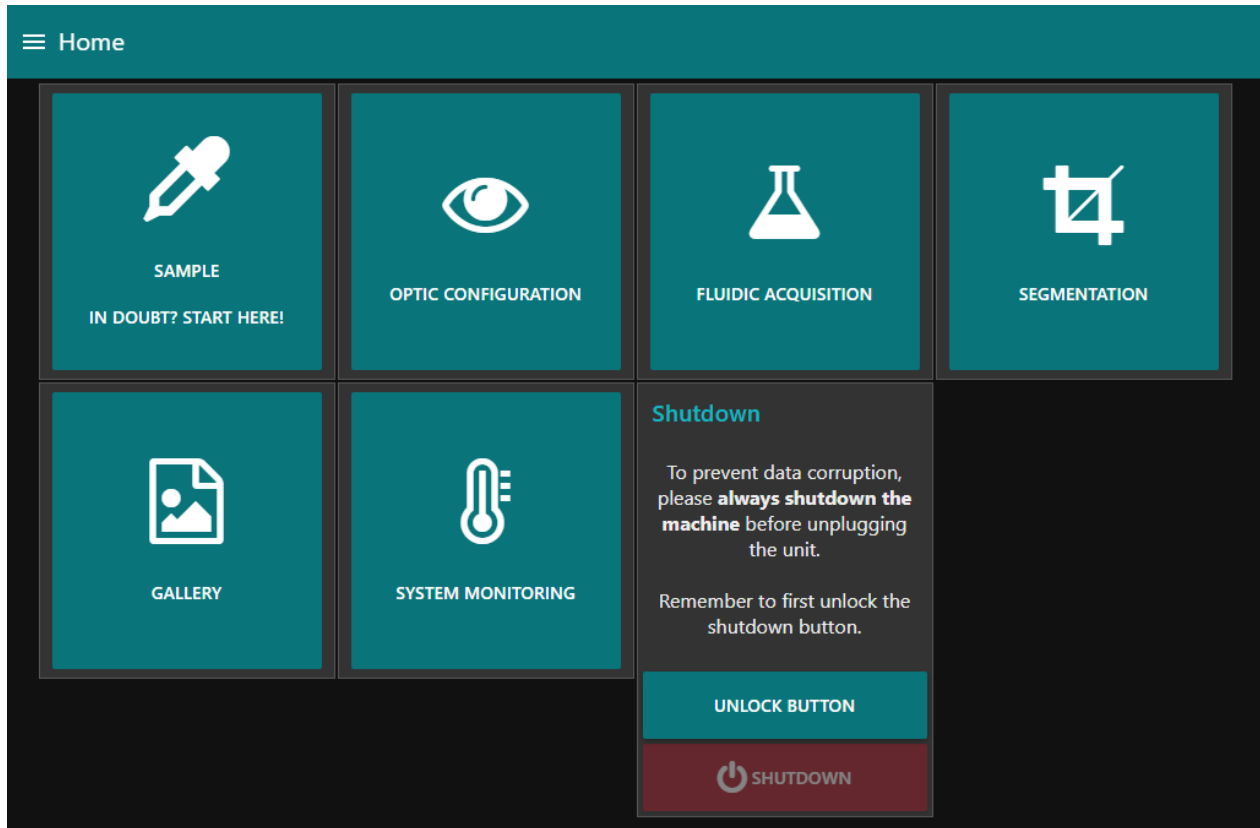 Home
SAMPLE
IN DOUBT? START HERE!
OPTIC CONFIGURATION
FLUIDIC ACQUISITION
SEGMENTATION
GALLERY
SYSTEM MONITORING
Shutdown
To prevent data corruption,
please always shutdown the
machine before unplugging
the unit.
Remember to first unlock the
shutdown button.
UNLOCK BUTTON
SHUTDOWN